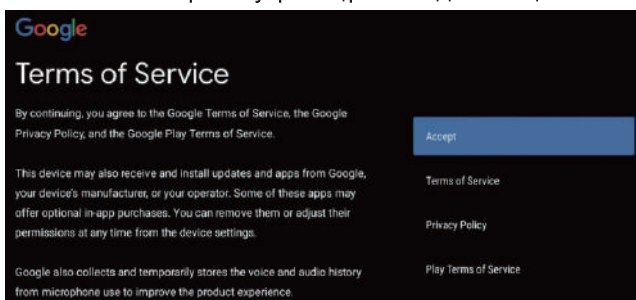 Google
Terms of Service
By continuing, you agree to the Google Terms of Service, the Google
Privacy Policy, and the Google Play Terms of Service.
This device may also receive and install updates and apps from Google,
your device's manufacturer, or your operator. Some of these apps may
offer optional in-app purchases. You can remove them or adjust their
permissions at any time from the device settings.
Google also collects and temporarily stores the voice and audio history
from microphone use to improve the product experience.
Accept
Terms of Service
Privacy Policy
Play Terms of Service